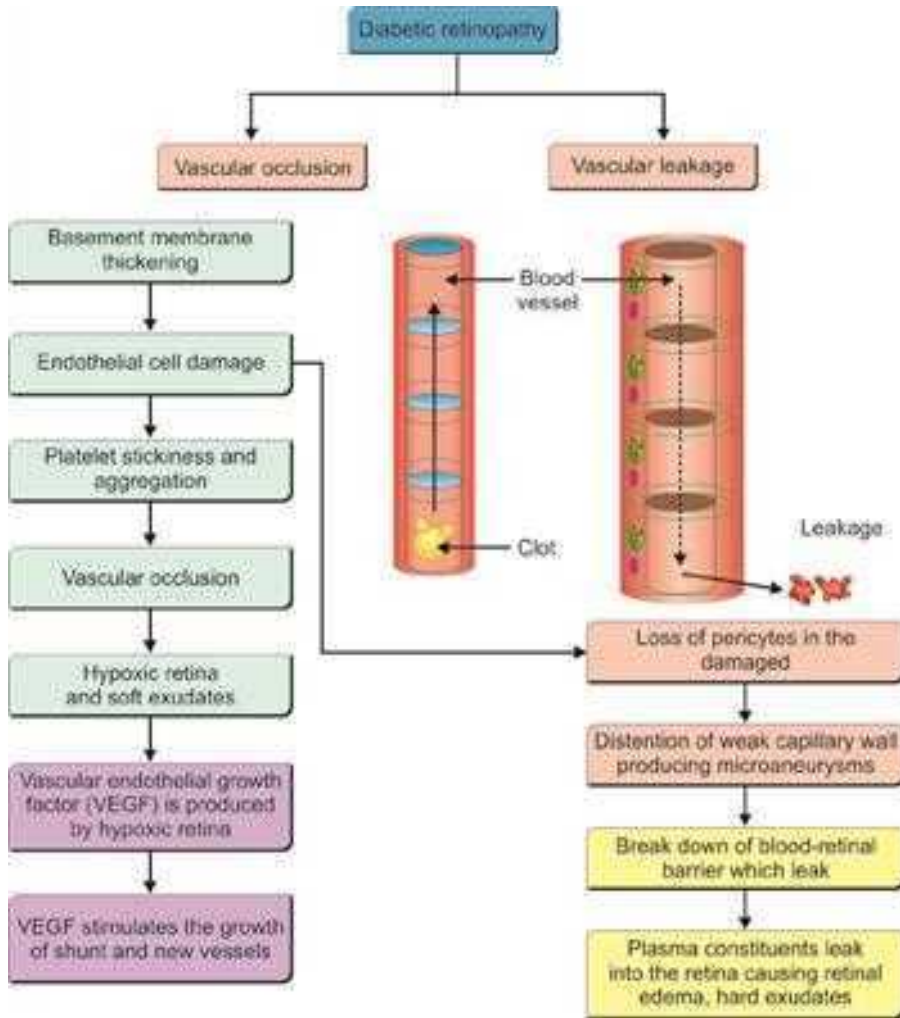 Diabetic retinopathy
Vascular occlusion
Vascular leakage
Basement membrane
thickening
Endothelial cell damage
Platelet stickiness and
aggregation
Vascular occlusion
Hypoxic retina
and soft exudates
Vascular endothelial growth
factor (VEGF) is produced
by hypoxic retina
VEGF stimulates the growth
of shunt and new vessels
Blood
vessel
Clot
Leakage
Loss of pericytes in the
damaged
Distention of weak capillary wall
producing microaneurysms
Break down of blood-retinal
barrier which leak
Plasma constituents leak
into the retina causing retinal
edema, hard exudates